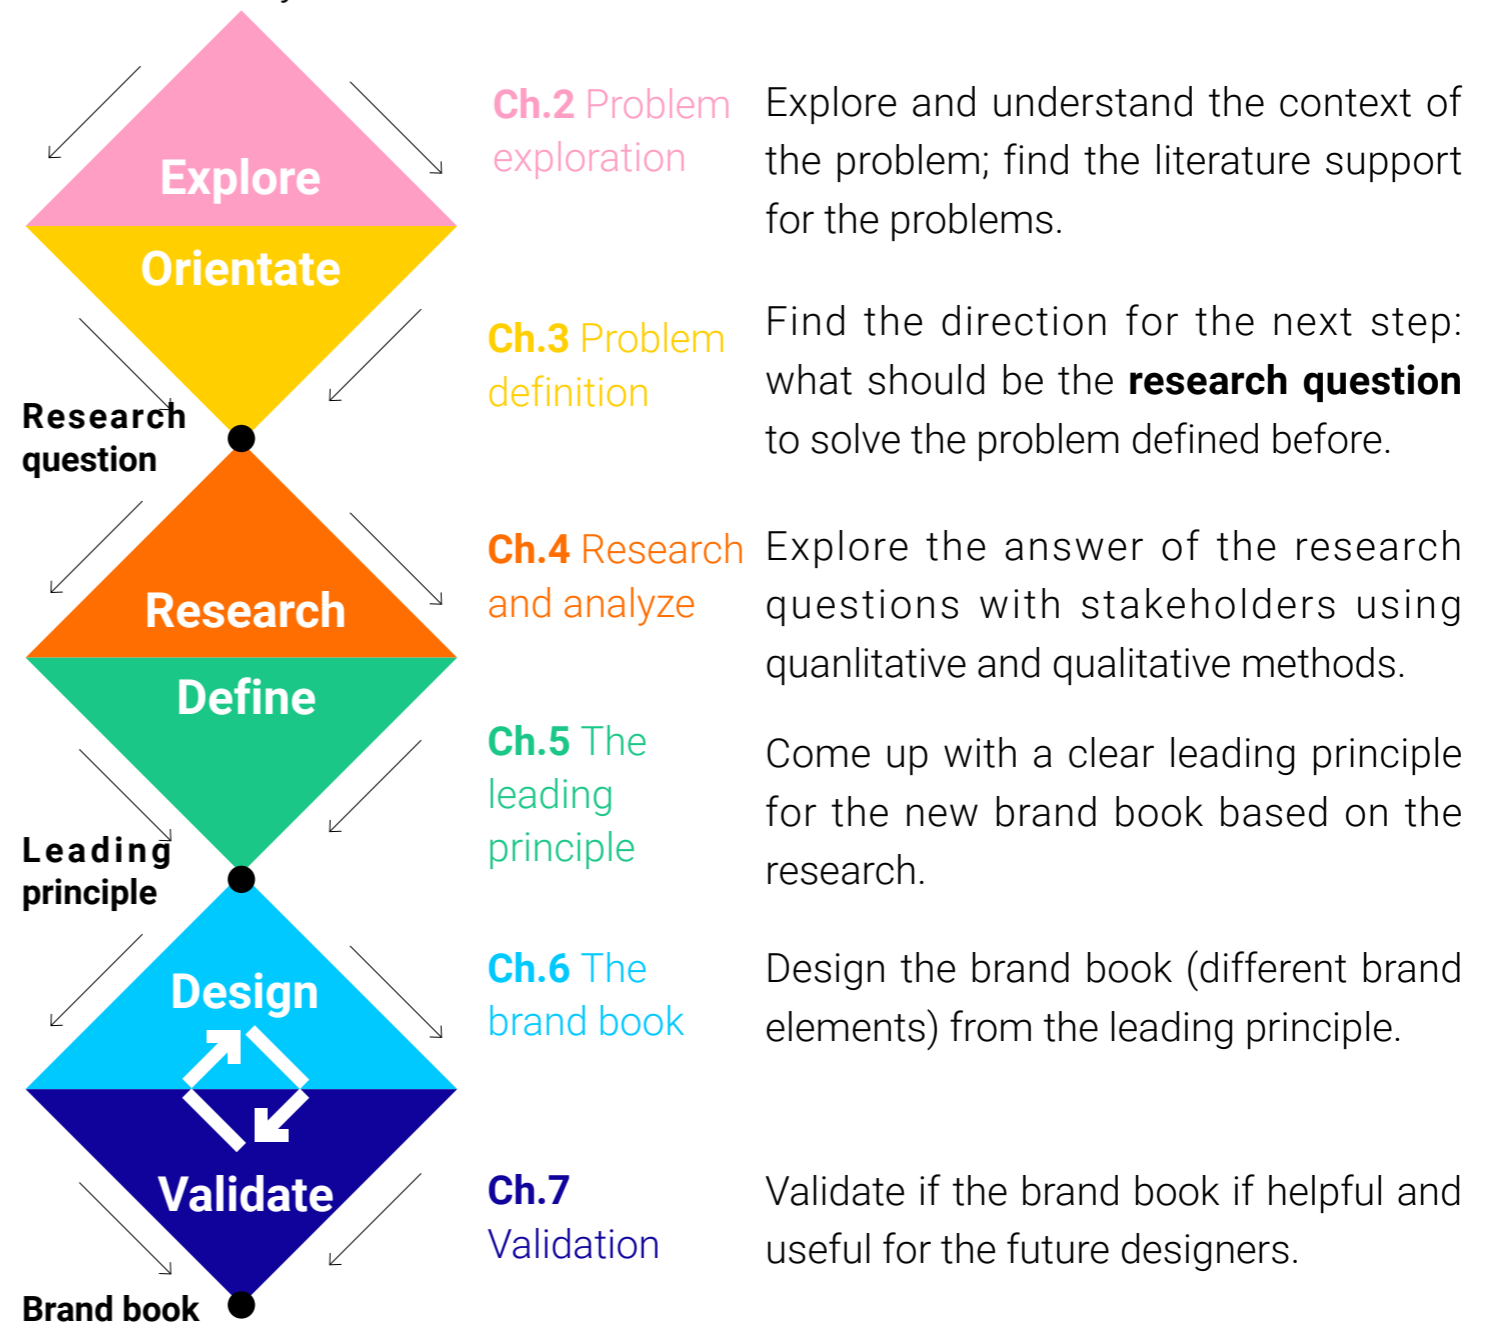 Explore
Orientate
Research
question
Research
Define
Leading
principle
Design
Validate
Brand book
Ch.2 Problem
exploration
Explore and understand the context of
the problem; find the literature support
for the problems.
Ch.3 Problem
definition
Find the direction for the next step:
what should be the research question
to solve the problem defined before.
Ch.4 Research
and analyze
Explore the answer of the research
questions with stakeholders using
quanlitative and qualitative methods.
Ch.5 The
leading
principle
Come up with a clear leading principle
for the new brand book based on the
research.
Ch.6 The
brand book
Design the brand book (different brand
elements) from the leading principle.
Ch.7
Validation
Validate if the brand book if helpful and
useful for the future designers.